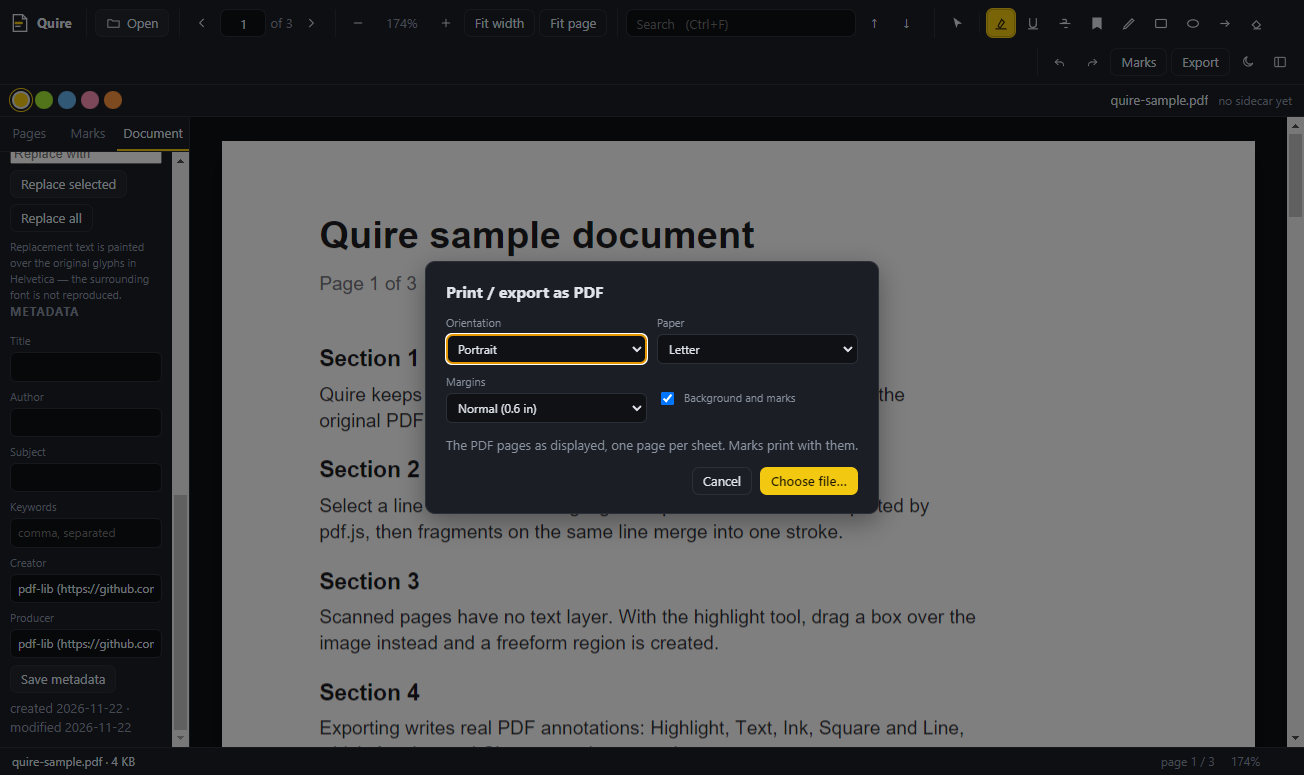 Quire
Open
1 of 3
174%
Fit width
Fit page
Search (Ctrl+F)
Marks
Export
quire-sample.pdf no sidecar yet
Pages Marks Document
Replace with
Replace selected
Replace all
Replacement text is painted
over the original glyphs in
Helvetica — the surrounding
font is not reproduced.
METADATA
Title
Author
Subject
Keywords
comma, separated
Creator
pdf-lib (https://github.cor
Producer
pdf-lib (https://github.cor
Save metadata
created 2026-11-22 ·
modified 2026-11-22
Quire sample document
Page 1 of 3
Section 1
Quire keeps
the
original PDF
Section 2
Select a line
ted by
pdf.js, then fragments on the same line merge into one stroke.
Section 3
Scanned pages have no text layer. With the highlight tool, drag a box over the
image instead and a freeform region is created.
Section 4
Exporting writes real PDF annotations: Highlight, Text, Ink, Square and Line,
Print / export as PDF
Orientation
Portrait
Paper
Letter
Margins
Normal (0.6 in)
Background and marks
The PDF pages as displayed, one page per sheet. Marks print with them.
Cancel
Choose file...
quire-sample.pdf · 4 KB
page 1 / 3 174%